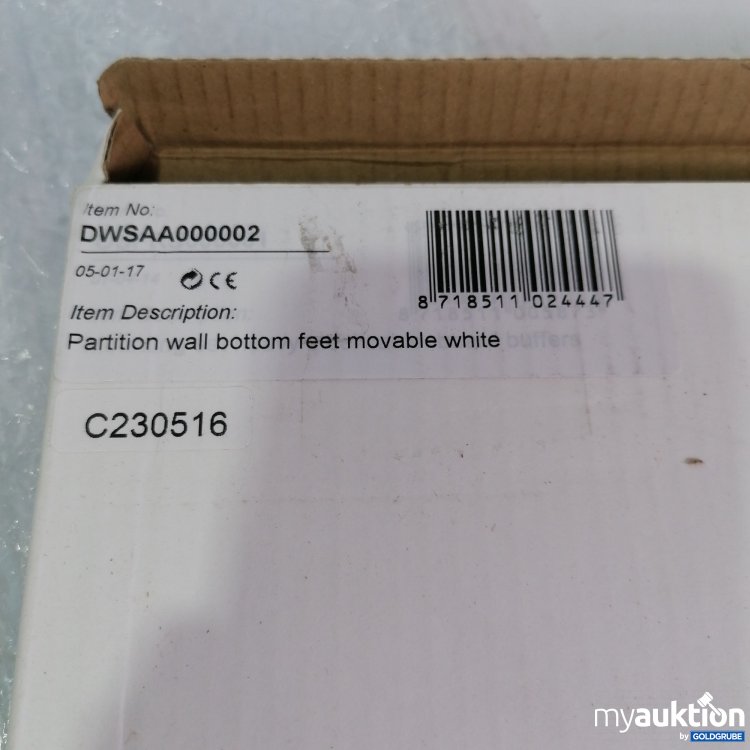 Item No:
DWSAA000002
05-01-17 CE
8 718511 024447
Item Description:
Partition wall bottom feet movable white
buffers
C230516
myauktion
by GOLDGRUBE